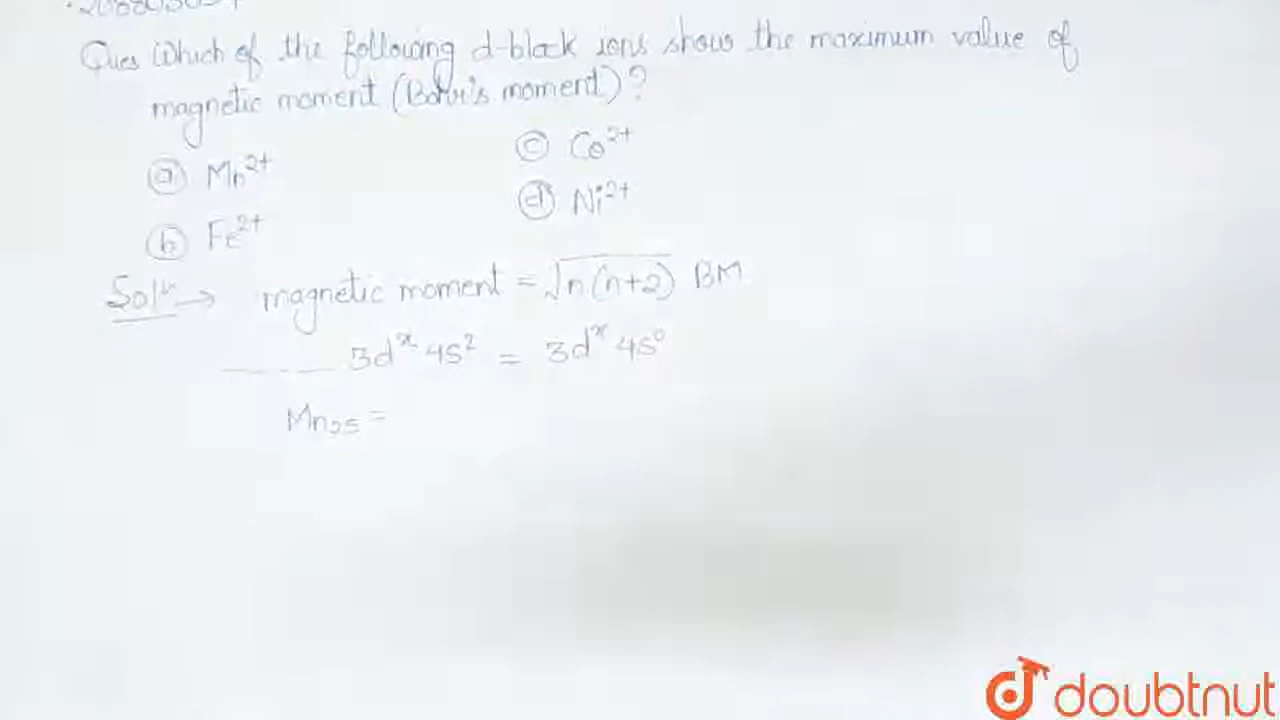 Ques Which of the following d-block ions show the maximum value of
magnetic moment (Bohr's moment)?
(a) Mn²⁺
(c) Co²⁺
(b) Fe²⁺
(d) Ni²⁺
Solⁿ → magnetic moment = √n(n+2) BM
3dˣ 4s² = 3dˣ 4s⁰
Mn₂₅ =
doubtnut